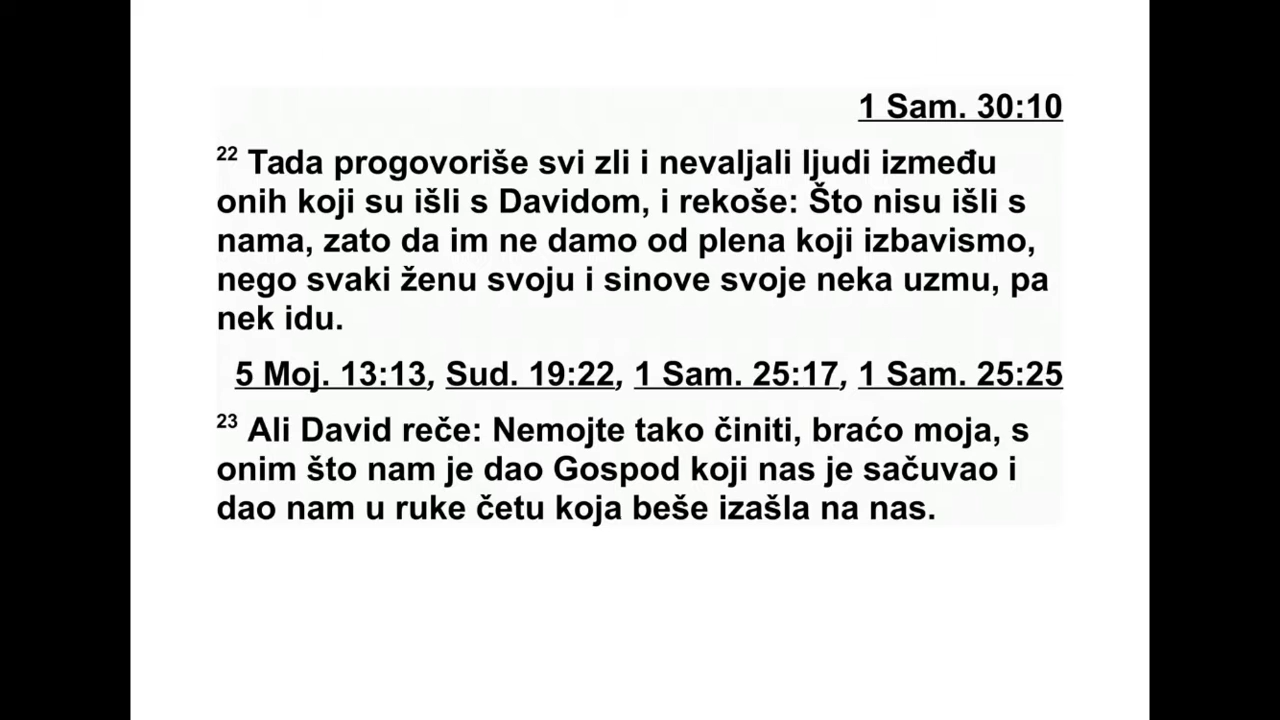 1 Sam. 30:10
22 Tada progovoriše svi zli i nevaljali ljudi između
onih koji su išli s Davidom, i rekoše: Što nisu išli s
nama, zato da im ne damo od plena koji izbavismo,
nego svaki ženu svoju i sinove svoje neka uzmu, pa
nek idu.
5 Moj. 13:13, Sud. 19:22, 1 Sam. 25:17, 1 Sam. 25:25
23 Ali David reče: Nemojte tako činiti, braćo moja, s
onim što nam je dao Gospod koji nas je sačuvao i
dao nam u ruke četu koja beše izašla na nas.